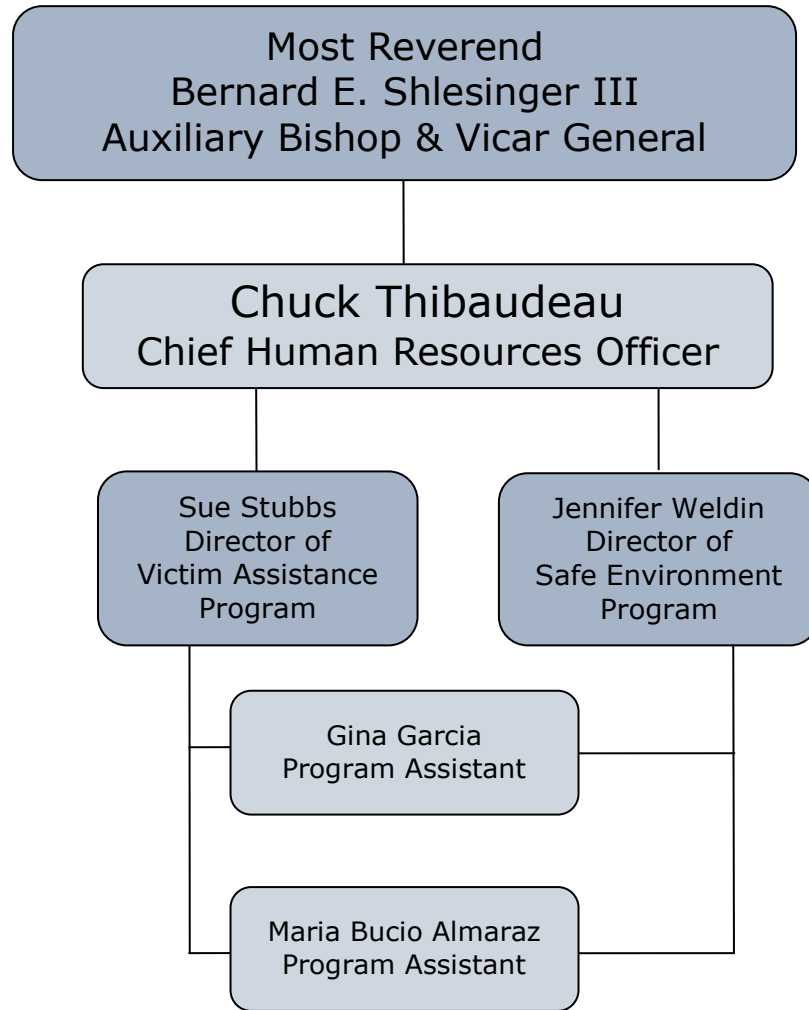 Most Reverend
Bernard E. Shlesinger III
Auxiliary Bishop & Vicar General
Chuck Thibaudeau
Chief Human Resources Officer
Sue Stubbs
Director of
Victim Assistance
Program
Jennifer Weldin
Director of
Safe Environment
Program
Gina Garcia
Program Assistant
Maria Bucio Almaraz
Program Assistant